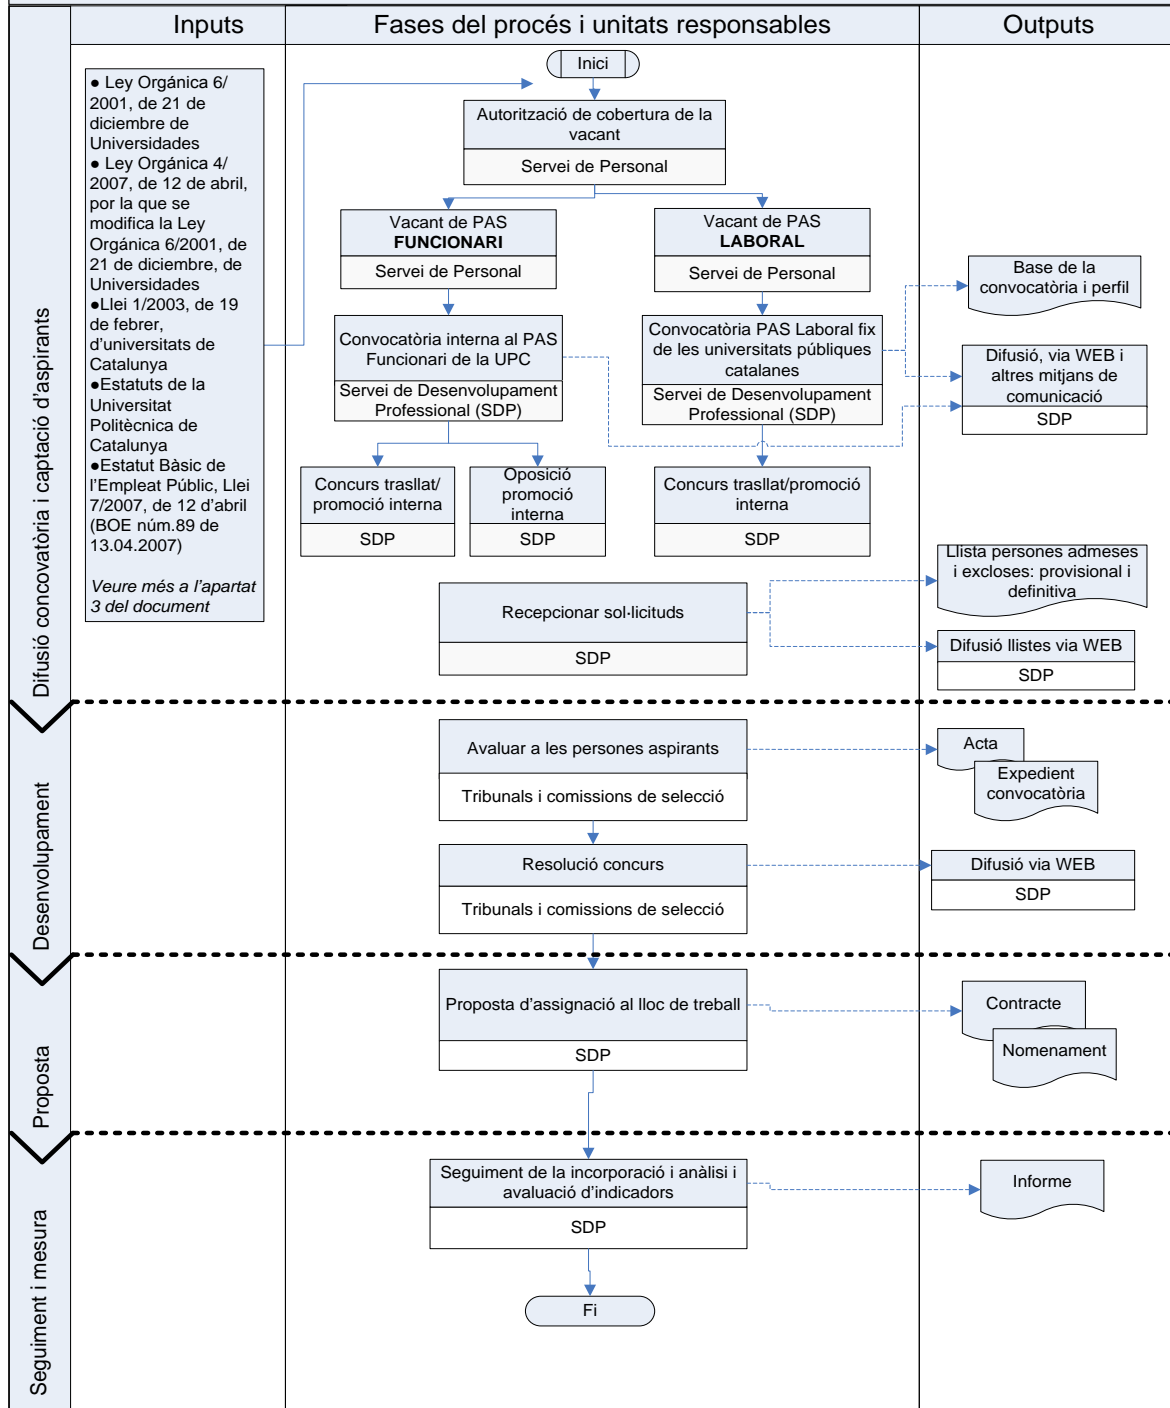 Inputs
Fases del procés i unitats responsables
Outputs
Difusió concovatòria i captació d'aspirants
● Ley Orgánica 6/
2001, de 21 de
diciembre de
Universidades
● Ley Orgánica 4/
2007, de 12 de abril,
por la que se
modifica la Ley
Orgánica 6/2001, de
21 de diciembre, de
Universidades
●Llei 1/2003, de 19
de febrer,
d'universitats de
Catalunya
●Estatuts de la
Universitat
Politècnica de
Catalunya
●Estatut Bàsic de
l'Empleat Públic, Llei
7/2007, de 12 d'abril
(BOE núm.89 de
13.04.2007)
Veure més a l'apartat
3 del document
Inici
Autorització de cobertura de la
vacant
Servei de Personal
Vacant de PAS
FUNCIONARI
Servei de Personal
Vacant de PAS
LABORAL
Servei de Personal
Base de la
convocatòria i perfil
Convocatòria interna al PAS
Funcionari de la UPC
Servei de Desenvolupament
Professional (SDP)
Convocatòria PAS Laboral fix
de les universitats públiques
catalanes
Servei de Desenvolupament
Professional (SDP)
Difusió, via WEB i
altres mitjans de
comunicació
SDP
Concurs trasllat/
promoció interna
SDP
Oposició
promoció
interna
SDP
Concurs trasllat/promoció
interna
SDP
Llista persones admeses
i excloses: provisional i
definitiva
Recepcionar sol·licituds
SDP
Difusió llistes via WEB
SDP
Desenvolupament
Avaluar a les persones aspirants
Tribunals i comissions de selecció
Acta
Expedient
convocatòria
Resolució concurs
Tribunals i comissions de selecció
Difusió via WEB
SDP
Proposta
Proposta d'assignació al lloc de treball
SDP
Contracte
Nomenament
Seguiment i mesura
Seguiment de la incorporació i anàlisi i
avaluació d'indicadors
SDP
Informe
Fi